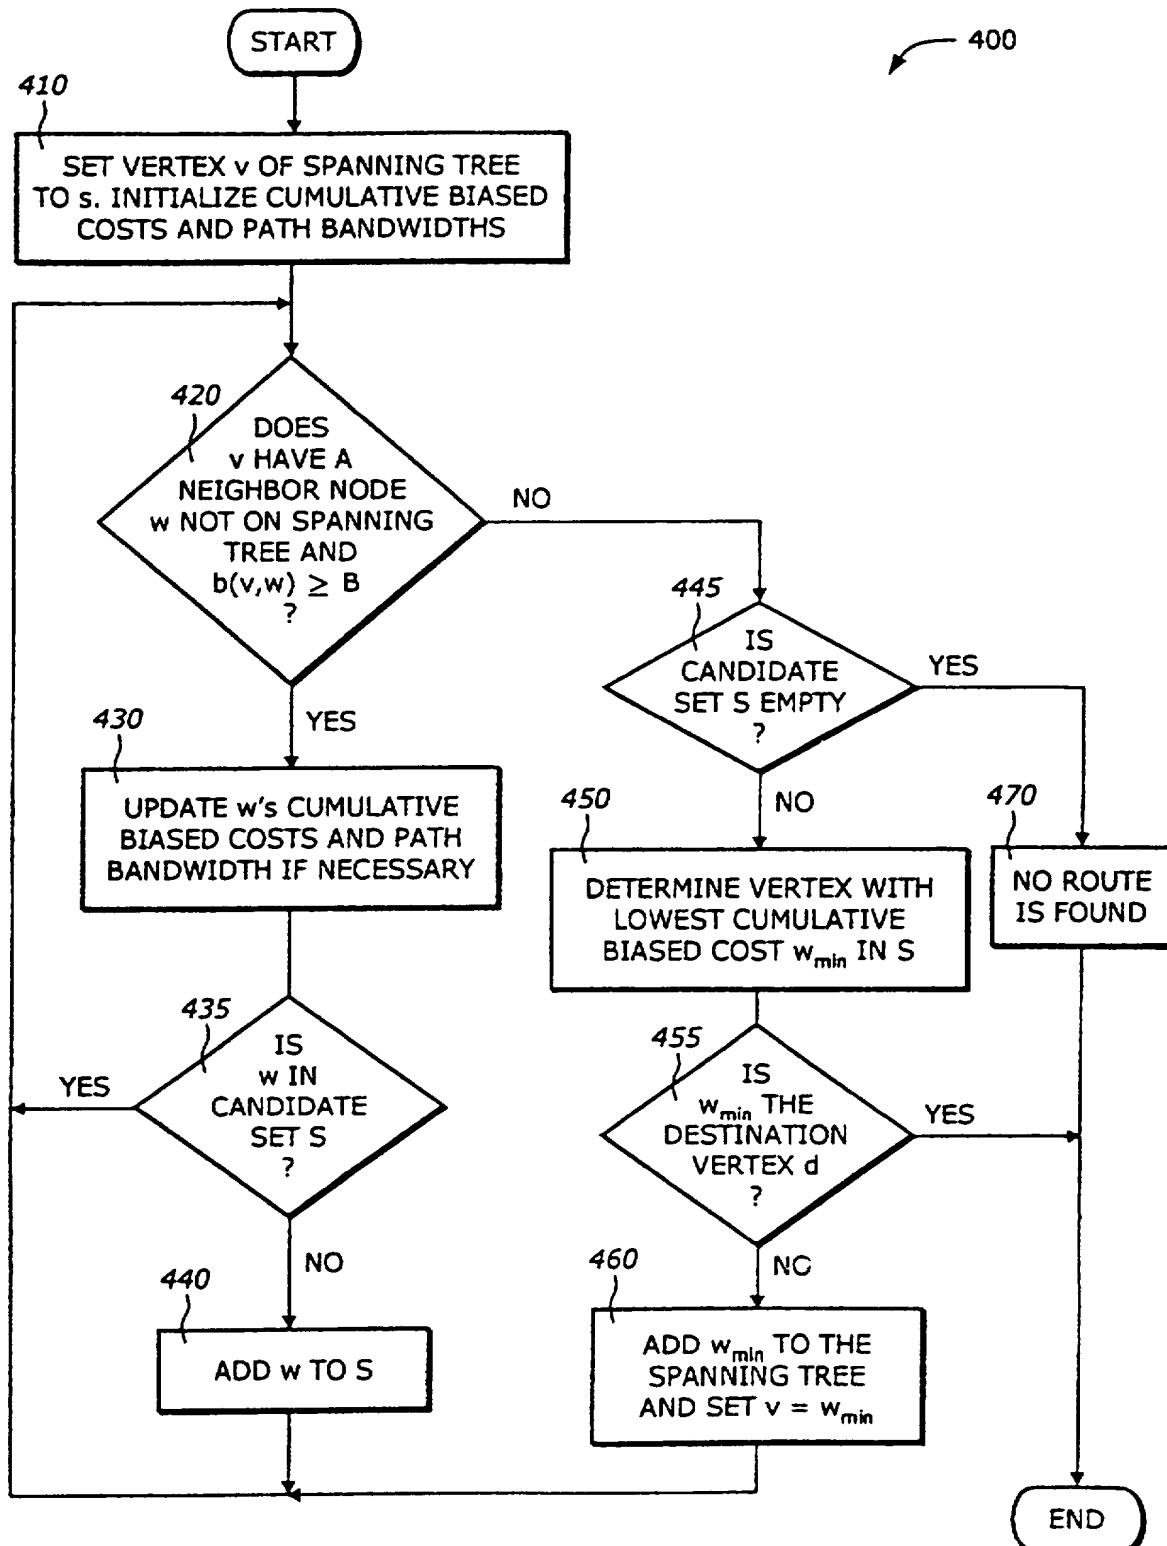 START
400
410
SET VERTEX v OF SPANNING TREE
TO s. INITIALIZE CUMULATIVE BIASED
COSTS AND PATH BANDWIDTHS
420
DOES
v HAVE A
NEIGHBOR NODE
w NOT ON SPANNING
TREE AND
b(v,w) ≥ B
?
NO
YES
445
IS
CANDIDATE
SET S EMPTY
?
YES
NO
430
UPDATE w's CUMULATIVE
BIASED COSTS AND PATH
BANDWIDTH IF NECESSARY
450
DETERMINE VERTEX WITH
LOWEST CUMULATIVE
BIASED COST wmin IN S
470
NO ROUTE
IS FOUND
435
IS
w IN
CANDIDATE
SET S
?
YES
NO
455
IS
wmin THE
DESTINATION
VERTEX d
?
YES
NO
440
ADD w TO S
460
ADD wmin TO THE
SPANNING TREE
AND SET v = wmin
END